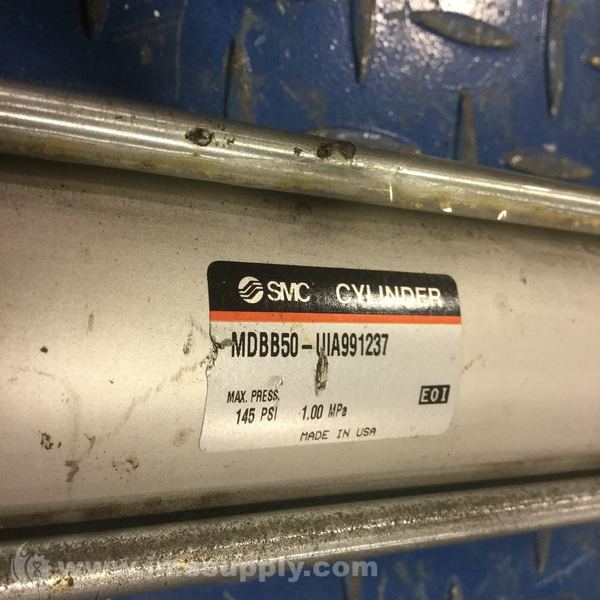 SMC CYLINDER
MDBB50-UIA991237
MAX. PRESS.
145 PSI 1.00 MPa
EOI
MADE IN USA